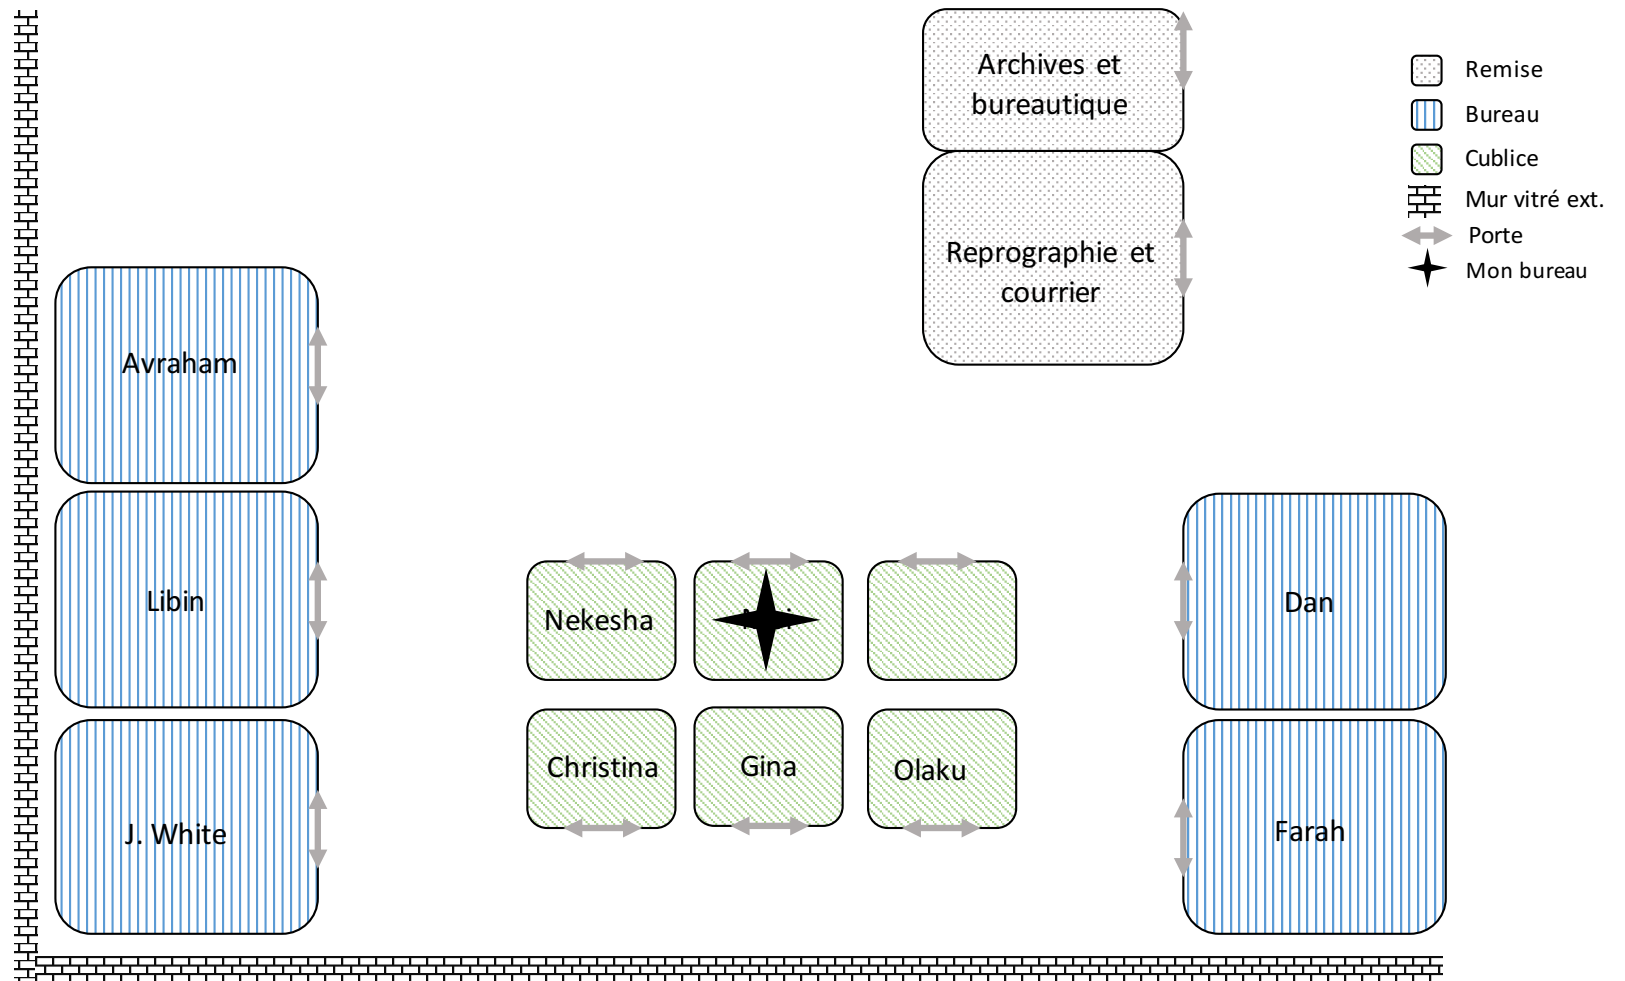 Archives et
bureautique
Reprographie et
courrier
Remise
Bureau
Cublice
Mur vitré ext.
Porte
Mon bureau
Avraham
Libin
J. White
Nekesha
Christina
Gina
Olaku
Dan
Farah